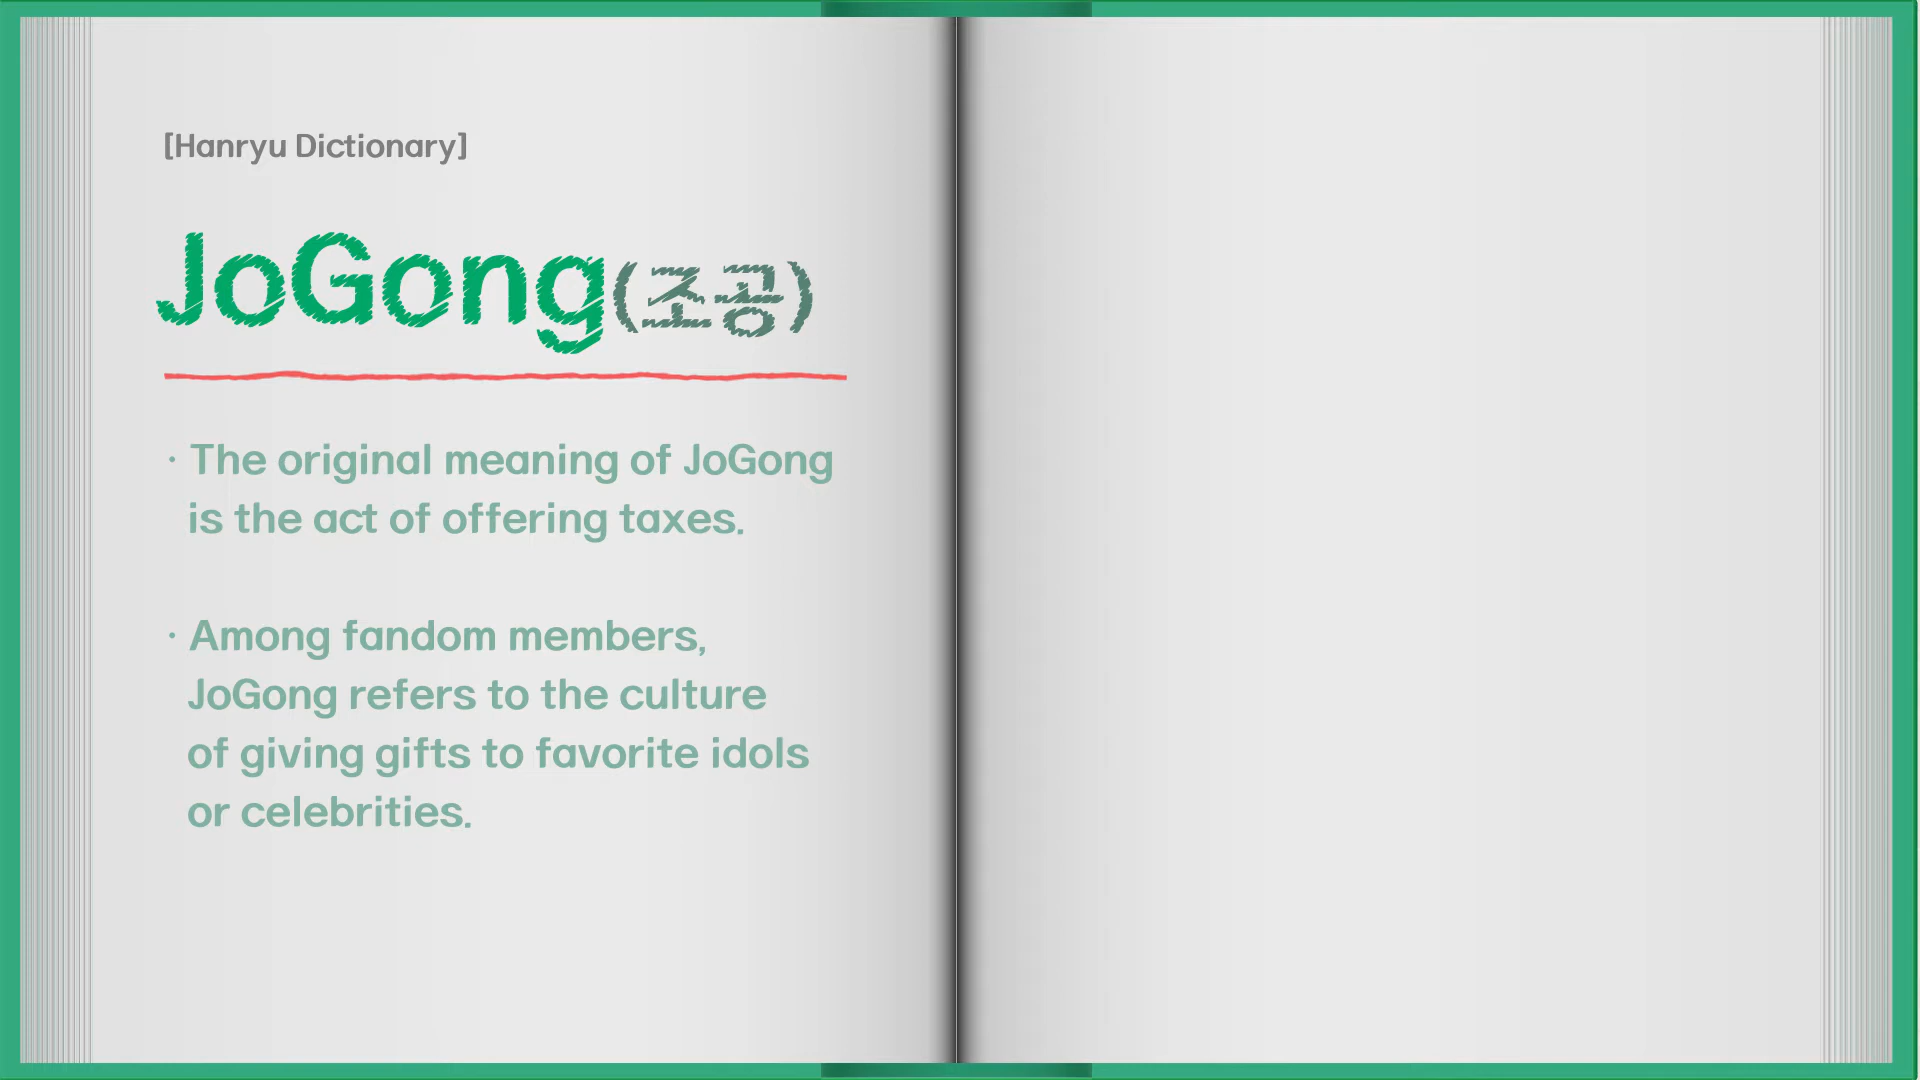 [Hanryu Dictionary]
JoGong(조공)
· The original meaning of JoGong
is the act of offering taxes.
· Among fandom members,
JoGong refers to the culture
of giving gifts to favorite idols
or celebrities.